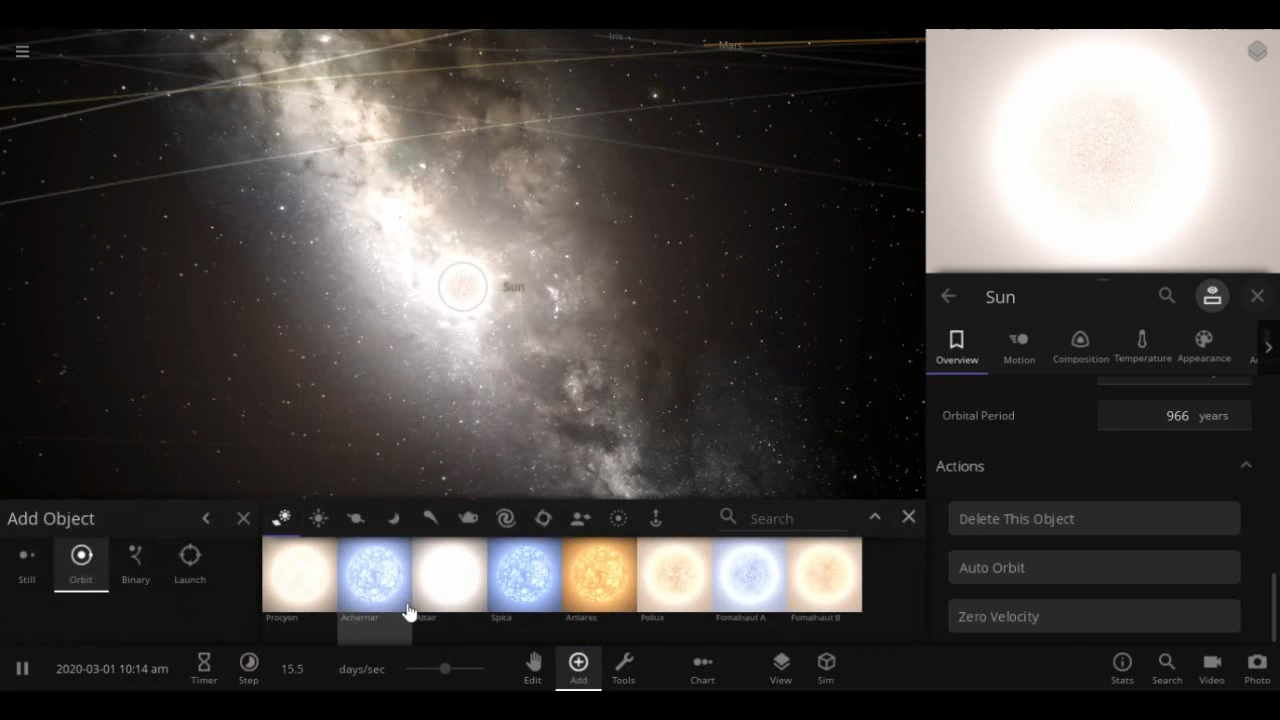 Iris
Mars
Sun
Sun
Overview
Motion
Composition
Temperature
Appearance
Orbital Period
966 years
Actions
Delete This Object
Auto Orbit
Zero Velocity
Add Object
Search
Still
Orbit
Binary
Launch
Procyon
Achernar
Altair
Spica
Antares
Pollux
Fomalhaut A
Fomalhaut B
2020-03-01 10:14 am
Timer
Step
15.5 days/sec
Edit
Add
Tools
Chart
View
Sim
Stats
Search
Video
Photo